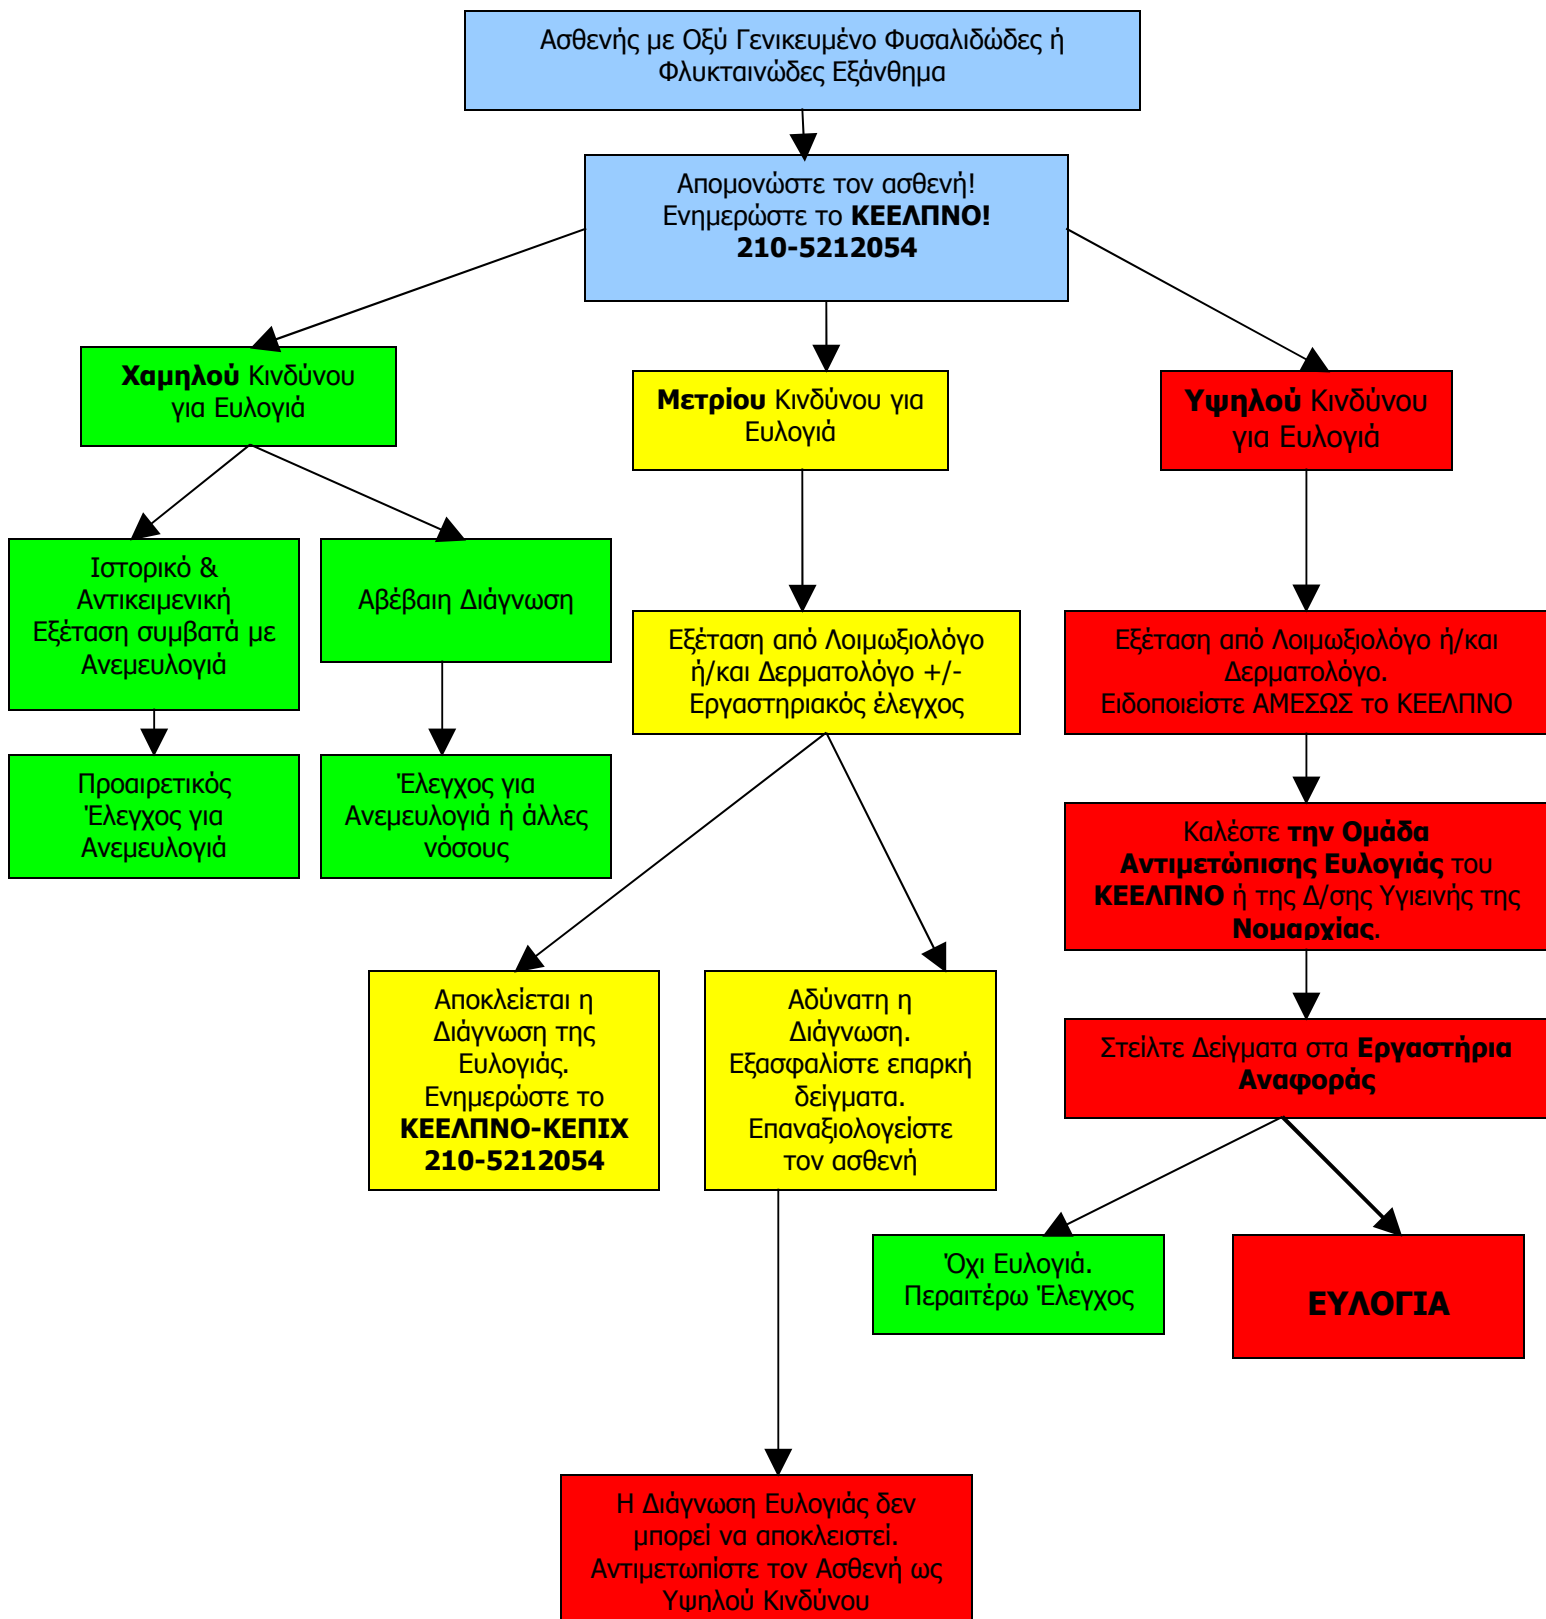 Ασθενής με Οξύ Γενικευμένο Φυσαλιδώδες ή
Φλυκταινώδες Εξάνθημα
Απομονώστε τον ασθενή!
Ενημερώστε το ΚΕΕΛΠΝΟ!
210-5212054
Χαμηλού Κινδύνου
για Ευλογιά
Μετρίου Κινδύνου για
Ευλογιά
Υψηλού Κινδύνου
για Ευλογιά
Ιστορικό &
Αντικειμενική
Εξέταση συμβατά με
Ανεμευλογιά
Αβέβαιη Διάγνωση
Εξέταση από Λοιμωξιολόγο
ή/και Δερματολόγο +/-
Εργαστηριακός έλεγχος
Εξέταση από Λοιμωξιολόγο ή/και
Δερματολόγο.
Ειδοποιείστε ΑΜΕΣΩΣ το ΚΕΕΛΠΝΟ
Προαιρετικός
Έλεγχος για
Ανεμευλογιά
Έλεγχος για
Ανεμευλογιά ή άλλες
νόσους
Καλέστε την Ομάδα
Αντιμετώπισης Ευλογιάς του
ΚΕΕΛΠΝΟ ή της Δ/σης Υγιεινής της
Νομαρχίας.
Αποκλείεται η
Διάγνωση της
Ευλογιάς.
Ενημερώστε το
ΚΕΕΛΠΝΟ-ΚΕΠΙΧ
210-5212054
Αδύνατη η
Διάγνωση.
Εξασφαλίστε επαρκή
δείγματα.
Επαναξιολογείστε
τον ασθενή
Στείλτε Δείγματα στα Εργαστήρια
Αναφοράς
Όχι Ευλογιά.
Περαιτέρω Έλεγχος
ΕΥΛΟΓΙΑ
Η Διάγνωση Ευλογιάς δεν
μπορεί να αποκλειστεί.
Αντιμετωπίστε τον Ασθενή ως
Υψηλού Κινδύνου